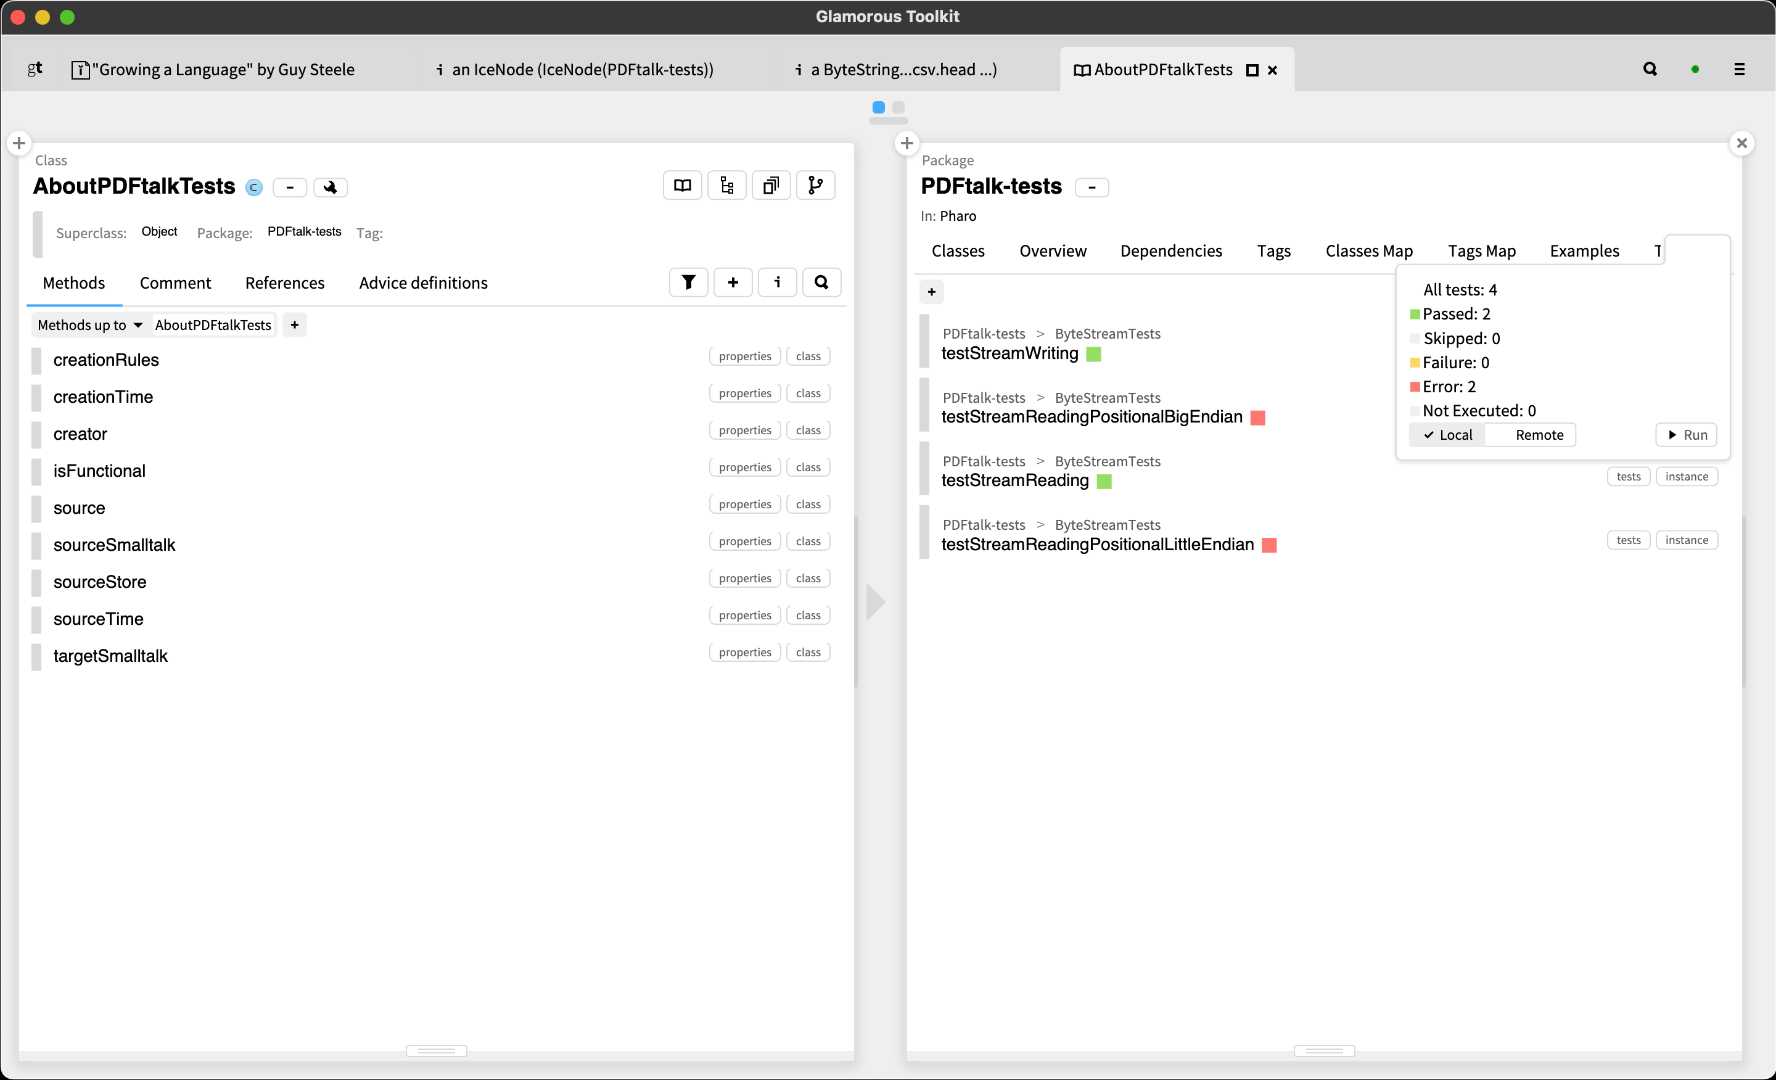 Glamorous Toolkit
gt
"Growing a Language" by Guy Steele
i an IceNode (IceNode(PDFtalk-tests))
i a ByteString...csv.head ...)
AboutPDFtalkTests
Class
AboutPDFtalkTests C -
Superclass: Object Package: PDFtalk-tests Tag:
Methods Comment References Advice definitions + i
Methods up to AboutPDFtalkTests +
creationRules properties class
creationTime properties class
creator properties class
isFunctional properties class
source properties class
sourceSmalltalk properties class
sourceStore properties class
sourceTime properties class
targetSmalltalk properties class
Package
PDFtalk-tests -
In: Pharo
Classes Overview Dependencies Tags Classes Map Tags Map Examples
+
PDFtalk-tests > ByteStreamTests
testStreamWriting
PDFtalk-tests > ByteStreamTests
testStreamReadingPositionalBigEndian
PDFtalk-tests > ByteStreamTests
testStreamReading tests instance
PDFtalk-tests > ByteStreamTests
testStreamReadingPositionalLittleEndian tests instance
All tests: 4
Passed: 2
Skipped: 0
Failure: 0
Error: 2
Not Executed: 0
Local Remote Run